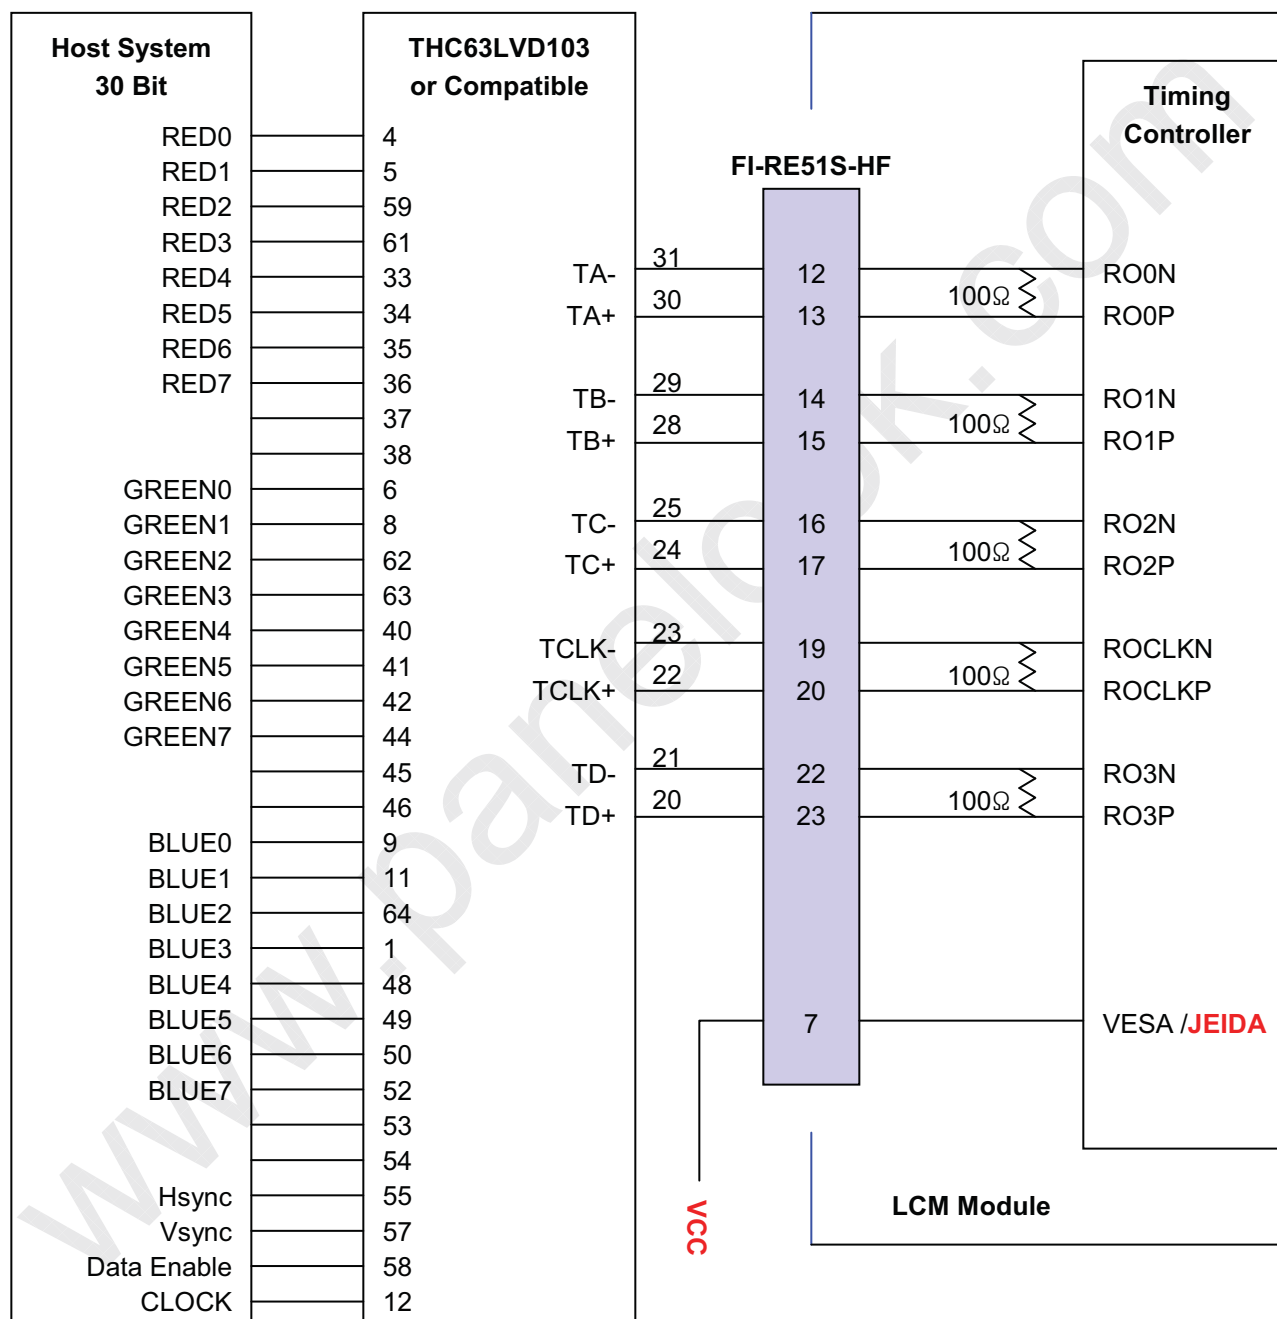 Host System
30 Bit
RED0
RED1
RED2
RED3
RED4
RED5
RED6
RED7
GREEN0
GREEN1
GREEN2
GREEN3
GREEN4
GREEN5
GREEN6
GREEN7
BLUE0
BLUE1
BLUE2
BLUE3
BLUE4
BLUE5
BLUE6
BLUE7
Hsync
Vsync
Data Enable
CLOCK
THC63LVD103
or Compatible
4
5
59
61
33
34
35
36
37
38
6
8
62
63
40
41
42
44
45
46
9
11
64
1
48
49
50
52
53
54
55
57
58
12
TA- 31
TA+ 30
TB- 29
TB+ 28
TC- 25
TC+ 24
TCLK- 23
TCLK+ 22
TD- 21
TD+ 20
FI-RE51S-HF
12
13
14
15
16
17
19
20
22
23
7
VCC
100Ω
100Ω
100Ω
100Ω
100Ω
Timing
Controller
RO0N
RO0P
RO1N
RO1P
RO2N
RO2P
ROCLKN
ROCLKP
RO3N
RO3P
VESA /JEIDA
LCM Module
www.panelook.com